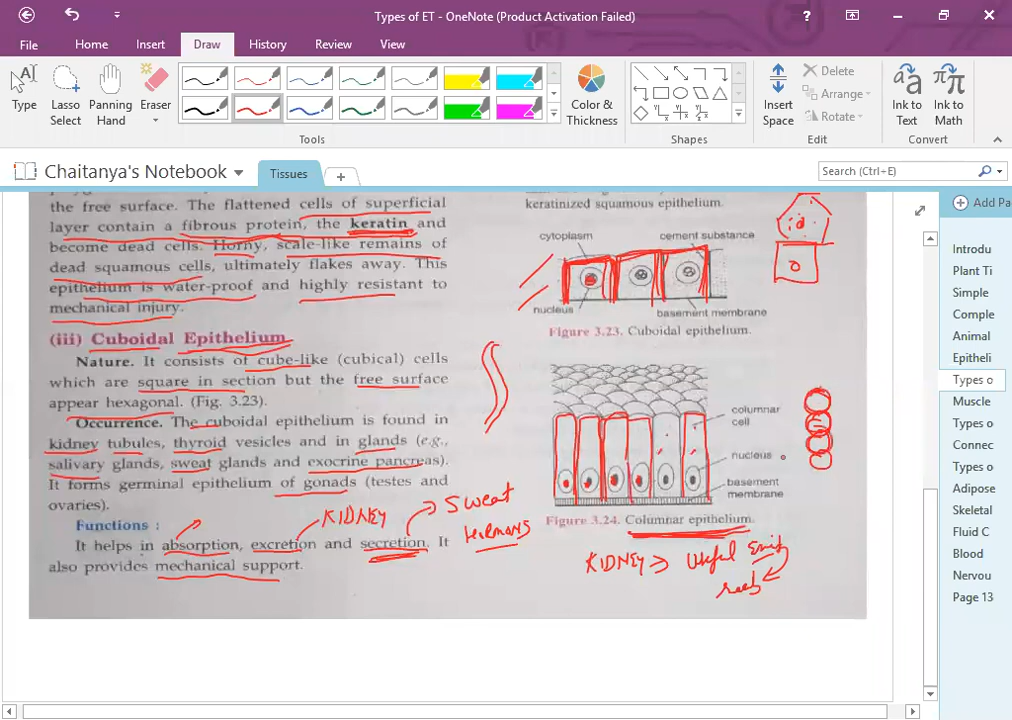 Types of ET - OneNote (Product Activation Failed)
?
File
Home
Insert
Draw
History
Review
View
Type
Lasso
Select
Panning
Hand
Eraser
Color &
Thickness
Insert
Space
Delete
Arrange
Rotate
Ink to
Text
Ink to
Math
Tools
Shapes
Edit
Convert
Chaitanya's Notebook
Tissues
Search (Ctrl+E)
Add Pa
Introdu
Plant Ti
Simple
Comple
Animal
Epitheli
Types o
Muscle
Types o
Connec
Types o
Adipose
Skeletal
Fluid C
Blood
Nervou
Page 13
the free surface. The flattened cells of superficial
layer contain a fibrous protein, the keratin and
become dead cells. Horny, scale-like remains of
dead squamous cells, ultimately flakes away. This
epithelium is water-proof and highly resistant to
mechanical injury.
(iii) Cuboidal Epithelium
Nature. It consists of cube-like (cubical) cells
which are square in section but the free surface
appear hexagonal. (Fig. 3.23).
Occurrence. The cuboidal epithelium is found in
kidney tubules, thyroid vesicles and in glands (e.g.,
salivary glands, sweat glands and exocrine pancreas).
It forms germinal epithelium of gonads (testes and
ovaries).
Functions :
It helps in absorption, excretion and secretion. It
also provides mechanical support.
KIDNEY
Sweat
Harmons
keratinized squamous epithelium.
cytoplasm
cement substance
nucleus
basement membrane
Figure 3.23. Cuboidal epithelium.
columnar
cell
nucleus
basement
membrane
Figure 3.24. Columnar epithelium.
KIDNEY => Useful